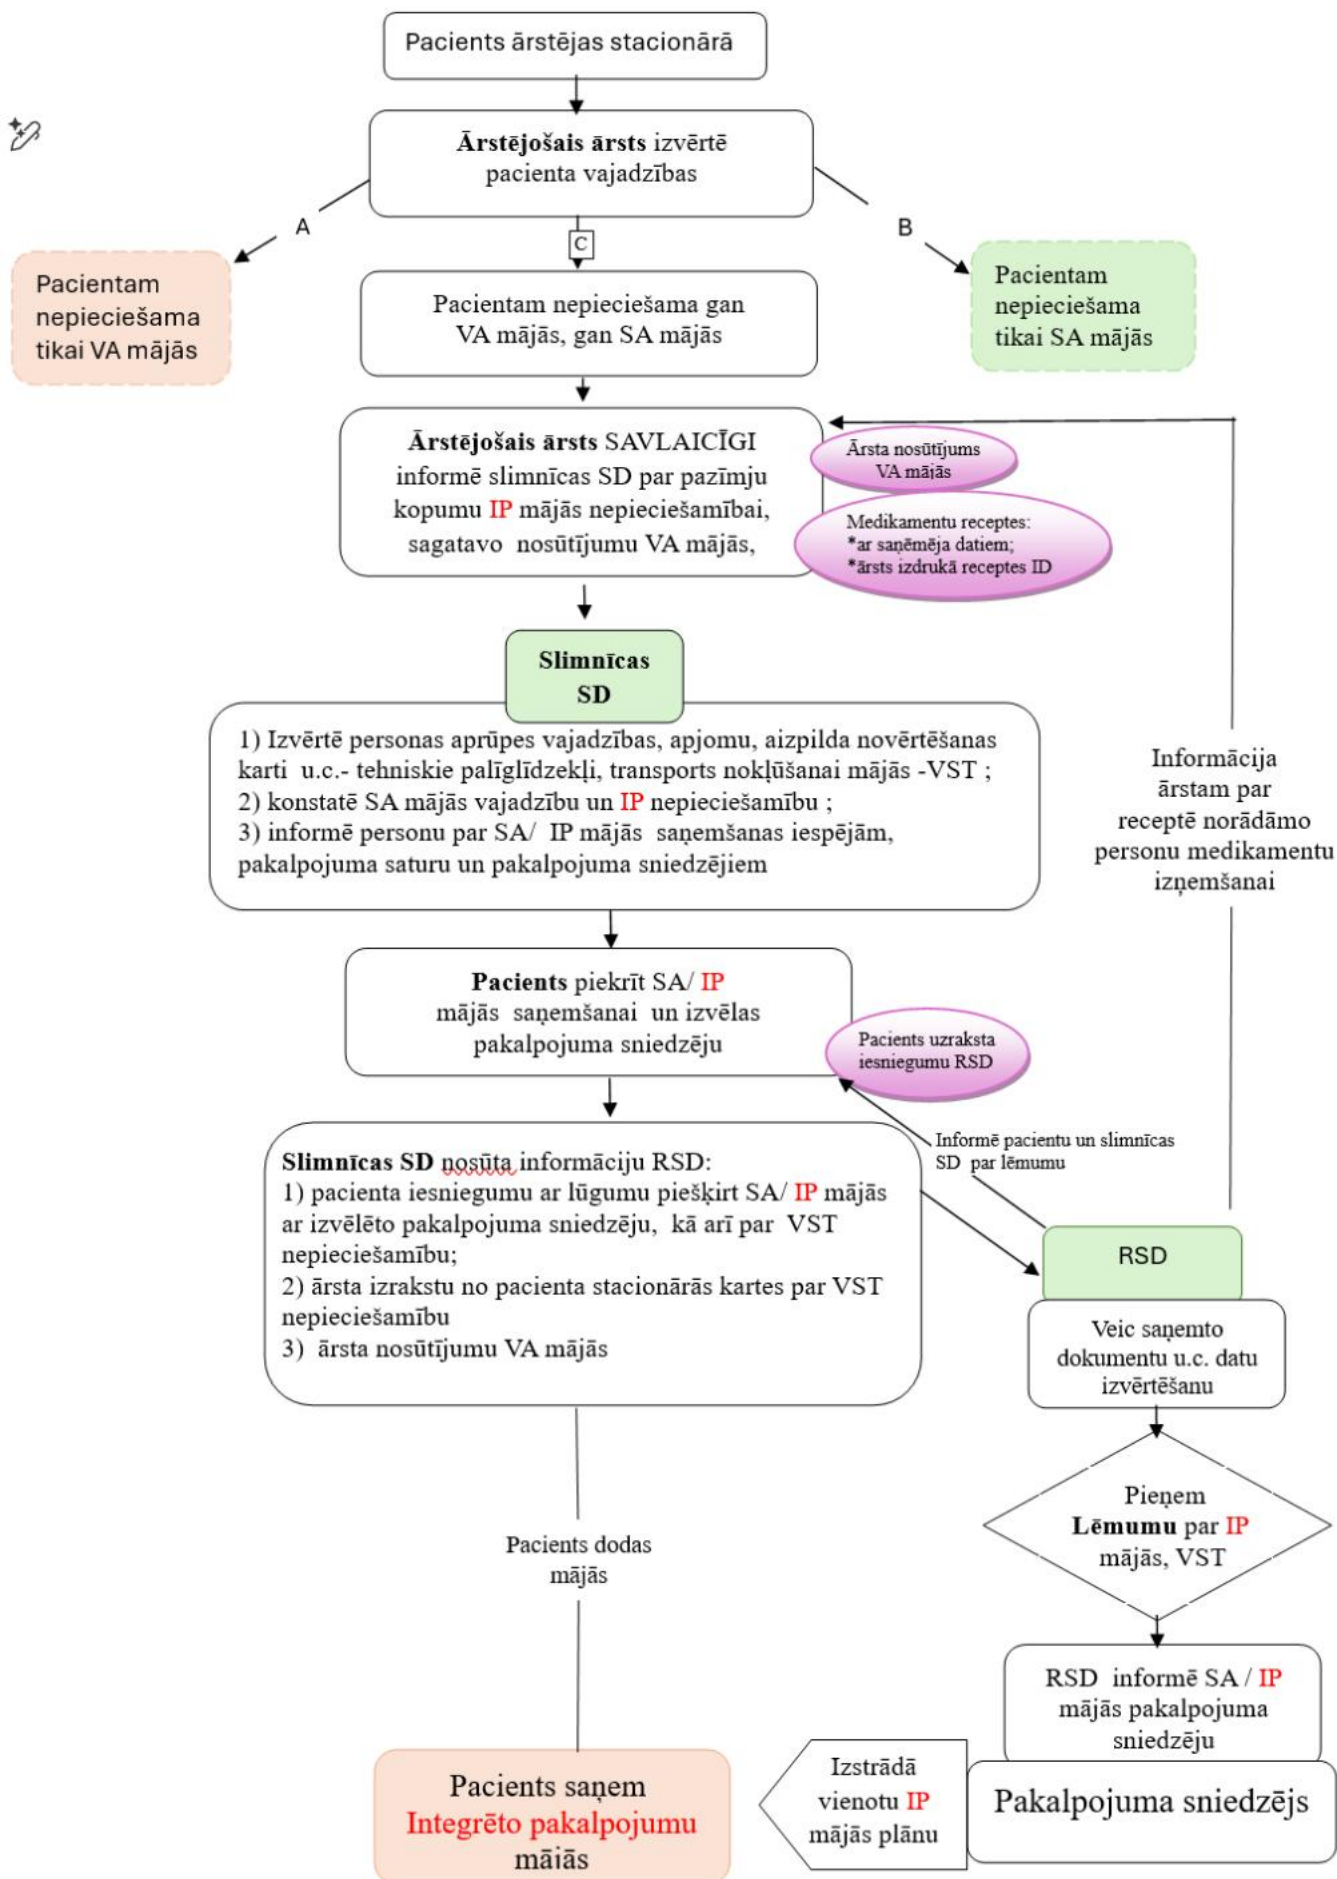 Pacients ārstējas stacionārā
Ārstējošais ārsts izvērtē
pacienta vajadzības
A
C
B
Pacientam
nepieciešama
tikai VA mājās
Pacientam nepieciešama gan
VA mājās, gan SA mājās
Pacientam
nepieciešama
tikai SA mājās
Ārstējošais ārsts SAVLAICĪGI
informē slimnīcas SD par pazīmju
kopumu IP mājās nepieciešamībai,
sagatavo nosūtījumu VA mājās,
Ārsta nosūtījums
VA mājās
Medikamentu receptes:
*ar saņēmēja datiem;
*ārsts izdrukā receptes ID
Slimnīcas
SD
1) Izvērtē personas aprūpes vajadzības, apjomu, aizpilda novērtēšanas
karti u.c.- tehniskie palīglīdzekļi, transports nokļūšanai mājās -VST ;
2) konstatē SA mājās vajadzību un IP nepieciešamību ;
3) informē personu par SA/ IP mājās saņemšanas iespējām,
pakalpojuma saturu un pakalpojuma sniedzējiem
Informācija
ārstam par
receptē norādāmo
personu medikamentu
izņemšanai
Pacients piekrīt SA/ IP
mājās saņemšanai un izvēlas
pakalpojuma sniedzēju
Pacients uzraksta
iesniegumu RSD
Informē pacientu un slimnīcas
SD par lēmumu
Slimnīcas SD nosūta informāciju RSD:
1) pacienta iesniegumu ar lūgumu piešķirt SA/ IP mājās
ar izvēlēto pakalpojuma sniedzēju, kā arī par VST
nepieciešamību;
2) ārsta izrakstu no pacienta stacionārās kartes par VST
nepieciešamību
3) ārsta nosūtījumu VA mājās
RSD
Veic saņemto
dokumentu u.c. datu
izvērtēšanu
Pieņem
Lēmumu par IP
mājās, VST
Pacients dodas
mājās
RSD informē SA / IP
mājās pakalpojuma
sniedzēju
Pakalpojuma sniedzējs
Izstrādā
vienotu IP
mājās plānu
Pacients saņem
Integrēto pakalpojumu
mājās